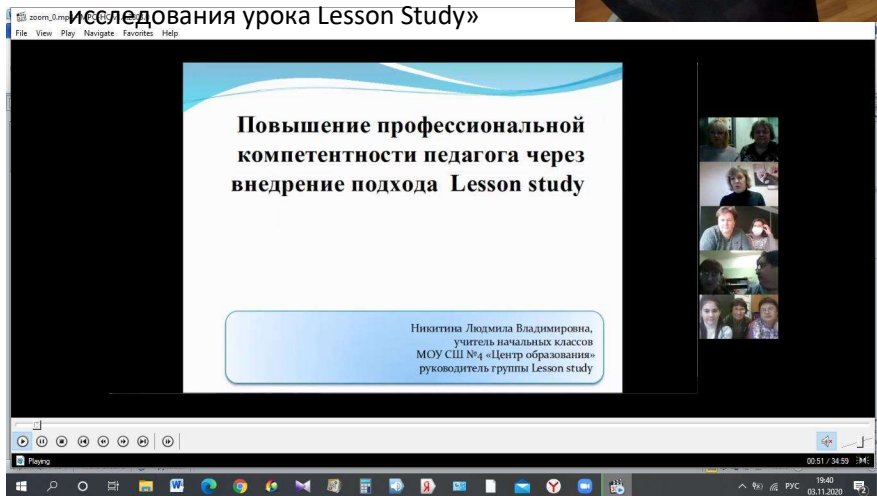 исследования урока Lesson Study»
File View Play Navigate Favorites Help
Повышение профессиональной
компетентности педагога через
внедрение подхода Lesson study
Никитина Людмила Владимировна,
учитель начальных классов
МОУ СШ №4 «Центр образования»
руководитель группы Lesson study
Playing
00:51 / 34:59
РУС
19:40
03.11.2020